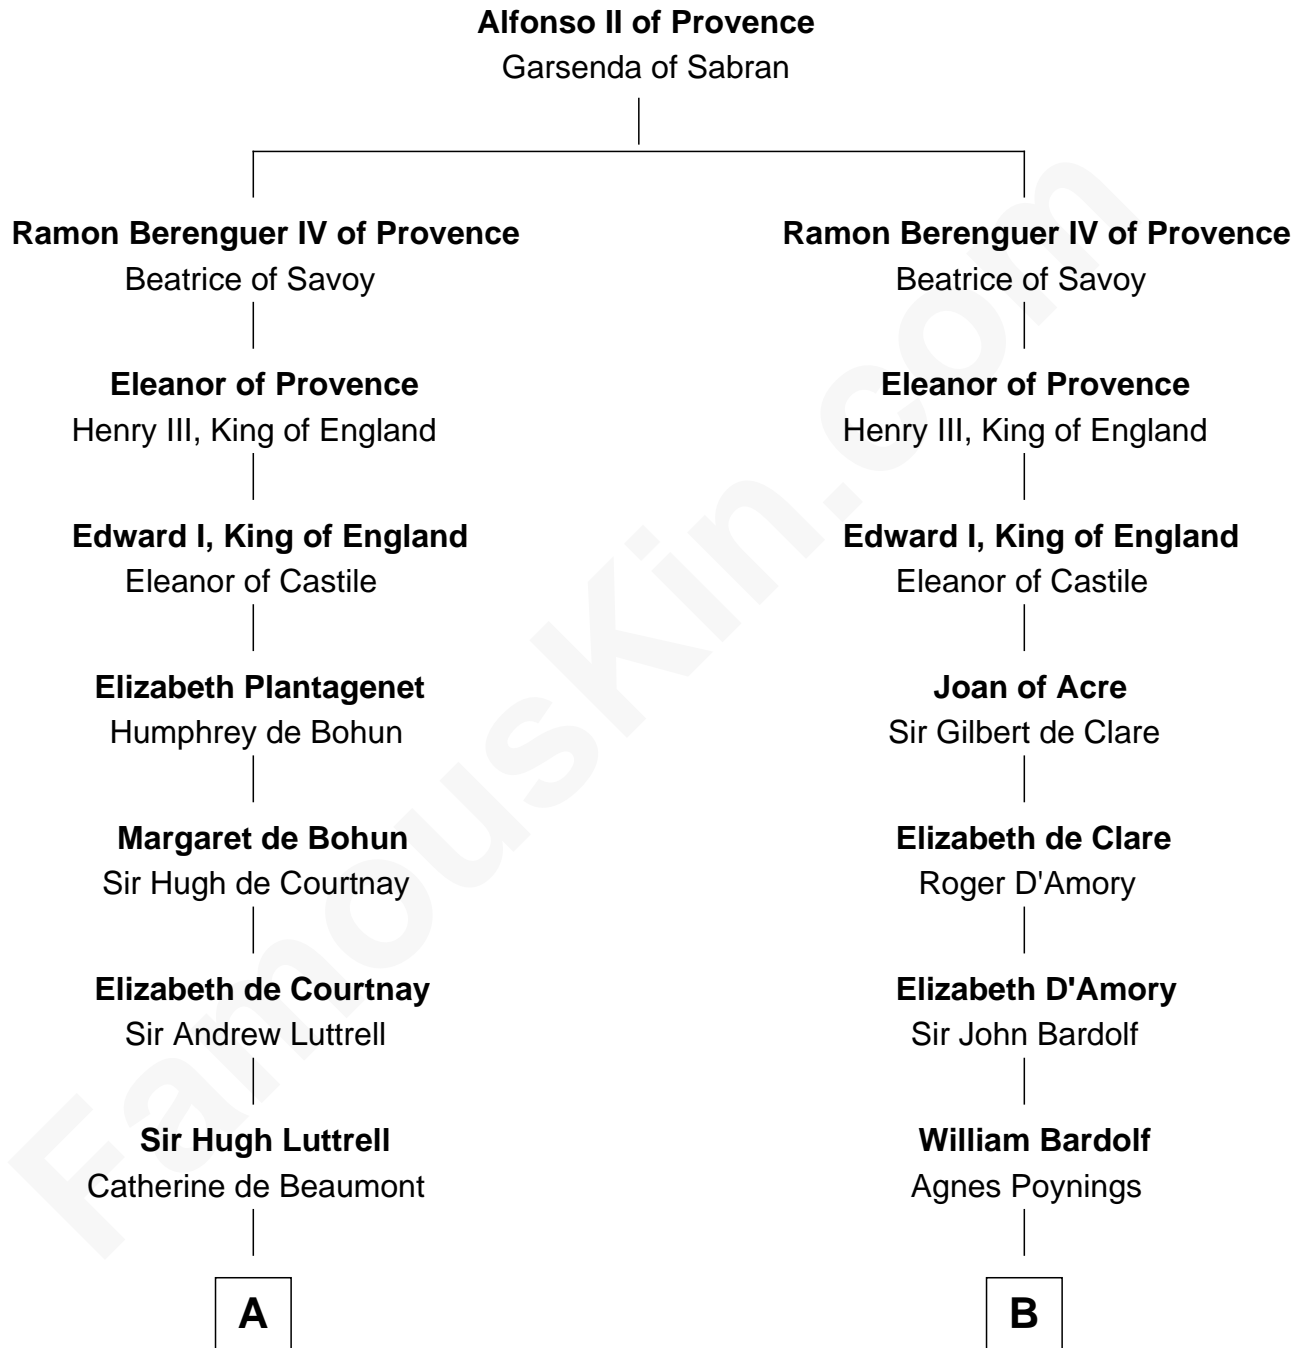 Alfonso II of Provence
Garsenda of Sabran
Ramon Berenguer IV of Provence
Beatrice of Savoy
Eleanor of Provence
Henry III, King of England
Edward I, King of England
Eleanor of Castile
Elizabeth Plantagenet
Humphrey de Bohun
Margaret de Bohun
Sir Hugh de Courtnay
Elizabeth de Courtnay
Sir Andrew Luttrell
Sir Hugh Luttrell
Catherine de Beaumont
A
Ramon Berenguer IV of Provence
Beatrice of Savoy
Eleanor of Provence
Henry III, King of England
Edward I, King of England
Eleanor of Castile
Joan of Acre
Sir Gilbert de Clare
Elizabeth de Clare
Roger D'Amory
Elizabeth D'Amory
Sir John Bardolf
William Bardolf
Agnes Poynings
B
FamousKin.com